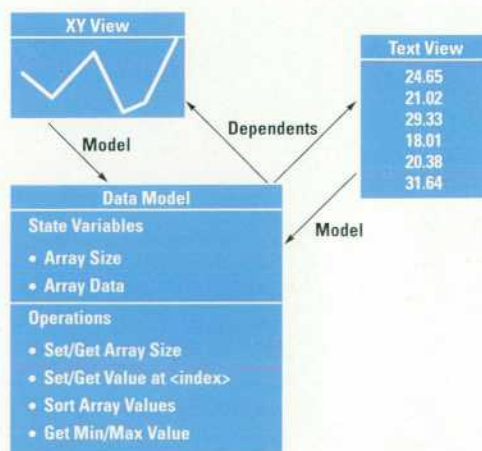 XY View
Text View
24.65
21.02
29.33
18.01
20.38
31.64
Dependents
Model
Model
Data Model
State Variables
• Array Size
• Array Data
Operations
• Set/Get Array Size
• Set/Get Value at <index>
• Sort Array Values
• Get Min/Max Value